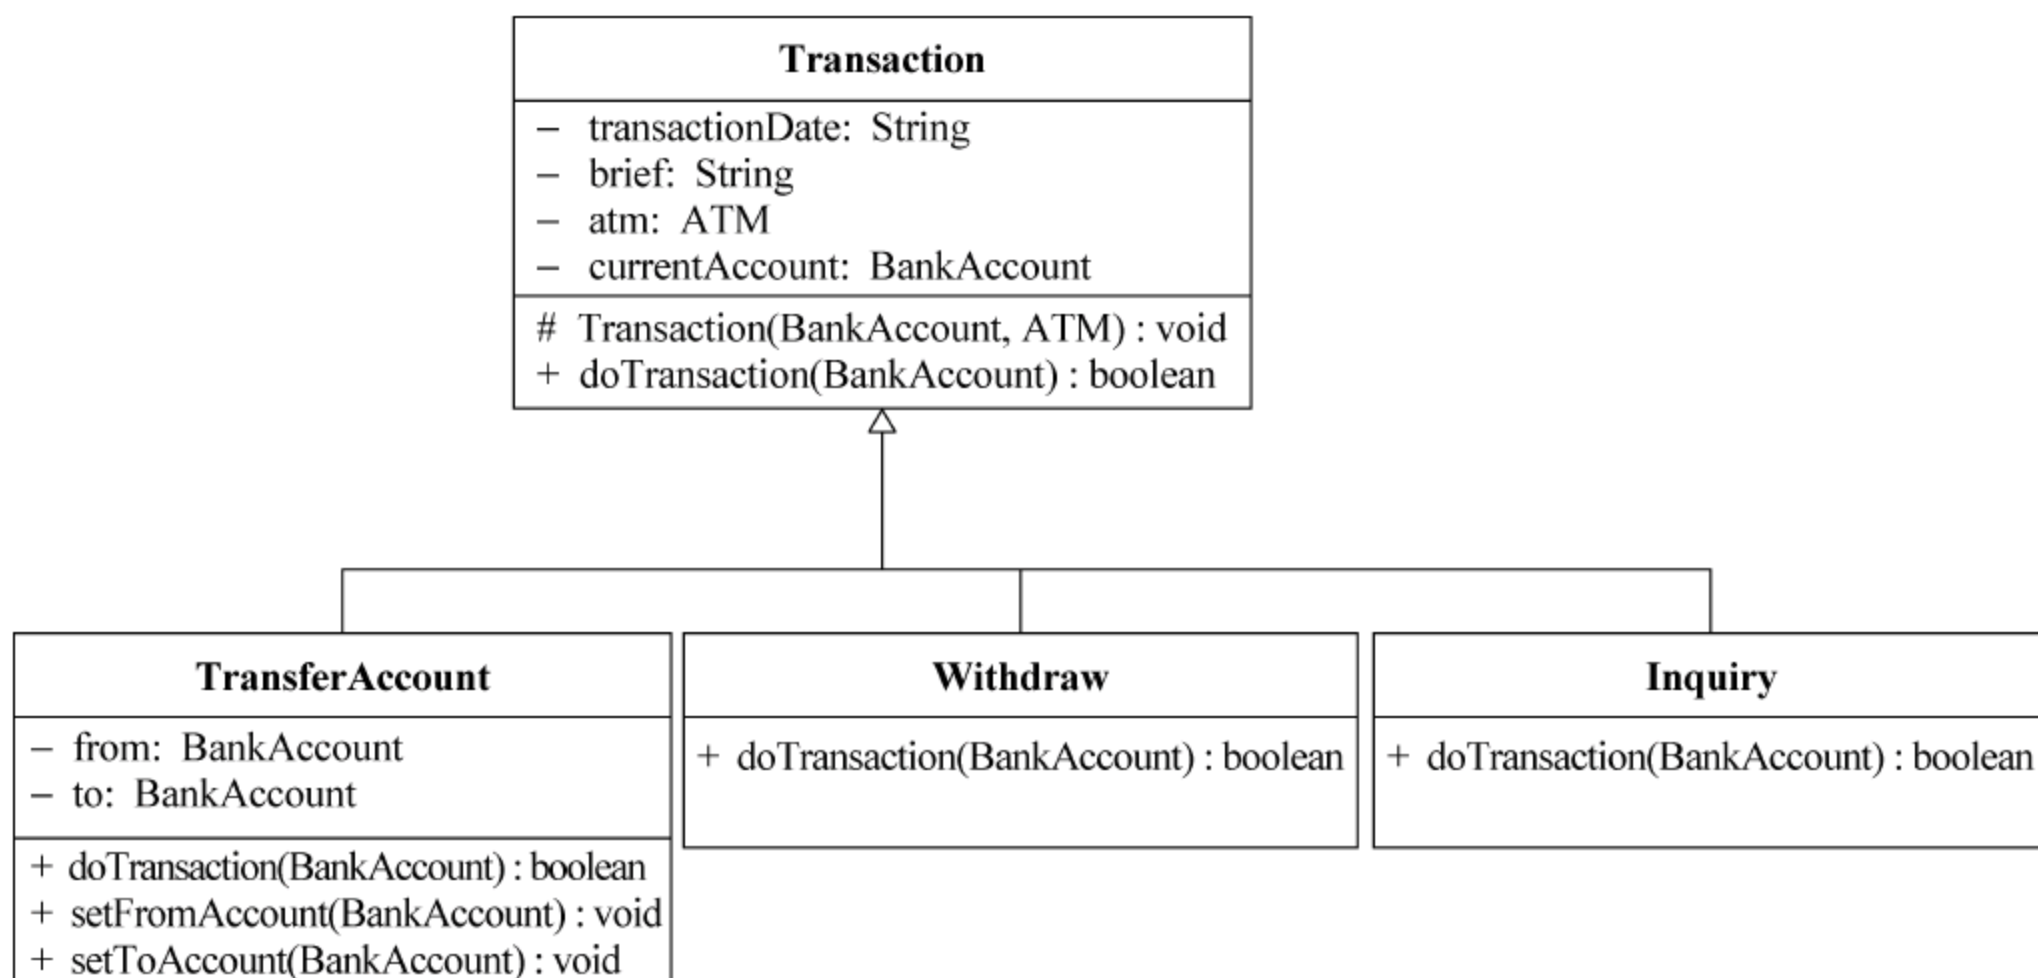 Transaction
– transactionDate: String
– brief: String
– atm: ATM
– currentAccount: BankAccount
# Transaction(BankAccount, ATM) : void
+ doTransaction(BankAccount) : boolean
TransferAccount
– from: BankAccount
– to: BankAccount
+ doTransaction(BankAccount) : boolean
+ setFromAccount(BankAccount) : void
+ setToAccount(BankAccount) : void
Withdraw
+ doTransaction(BankAccount) : boolean
Inquiry
+ doTransaction(BankAccount) : boolean